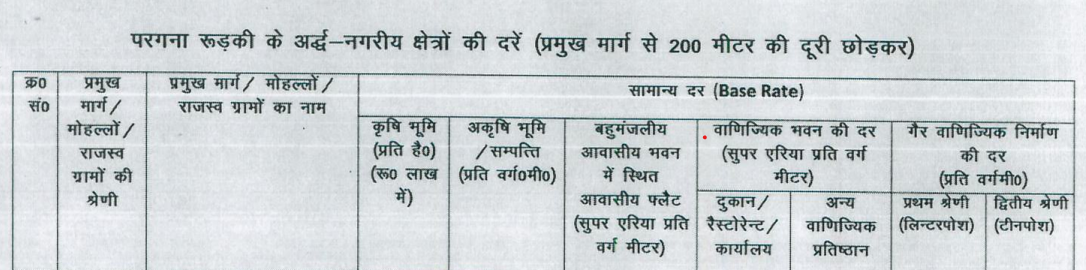 परगना रूड़की के अर्द्ध–नगरीय क्षेत्रों की दरें (प्रमुख मार्ग से 200 मीटर की दूरी छोड़कर)
क्र0 सं0
प्रमुख मार्ग/ मोहल्लों/ राजस्व ग्रामों की श्रेणी
प्रमुख मार्ग/ मोहल्लों/ राजस्व ग्रामों का नाम
सामान्य दर (Base Rate)
कृषि भूमि (प्रति है0) (रू0 लाख में)
अकृषि भूमि /सम्पत्ति (प्रति वर्ग0मी0)
बहुमंजलीय आवासीय भवन में स्थित आवासीय फ्लैट (सुपर एरिया प्रति वर्ग मीटर)
वाणिज्यिक भवन की दर (सुपर एरिया प्रति वर्ग मीटर)
गैर वाणिज्यिक निर्माण की दर (प्रति वर्गमी0)
दुकान/ रैस्टोरेन्ट/ कार्यालय
अन्य वाणिज्यिक प्रतिष्ठान
प्रथम श्रेणी (लिन्टरपोश)
द्वितीय श्रेणी (टीनपोश)